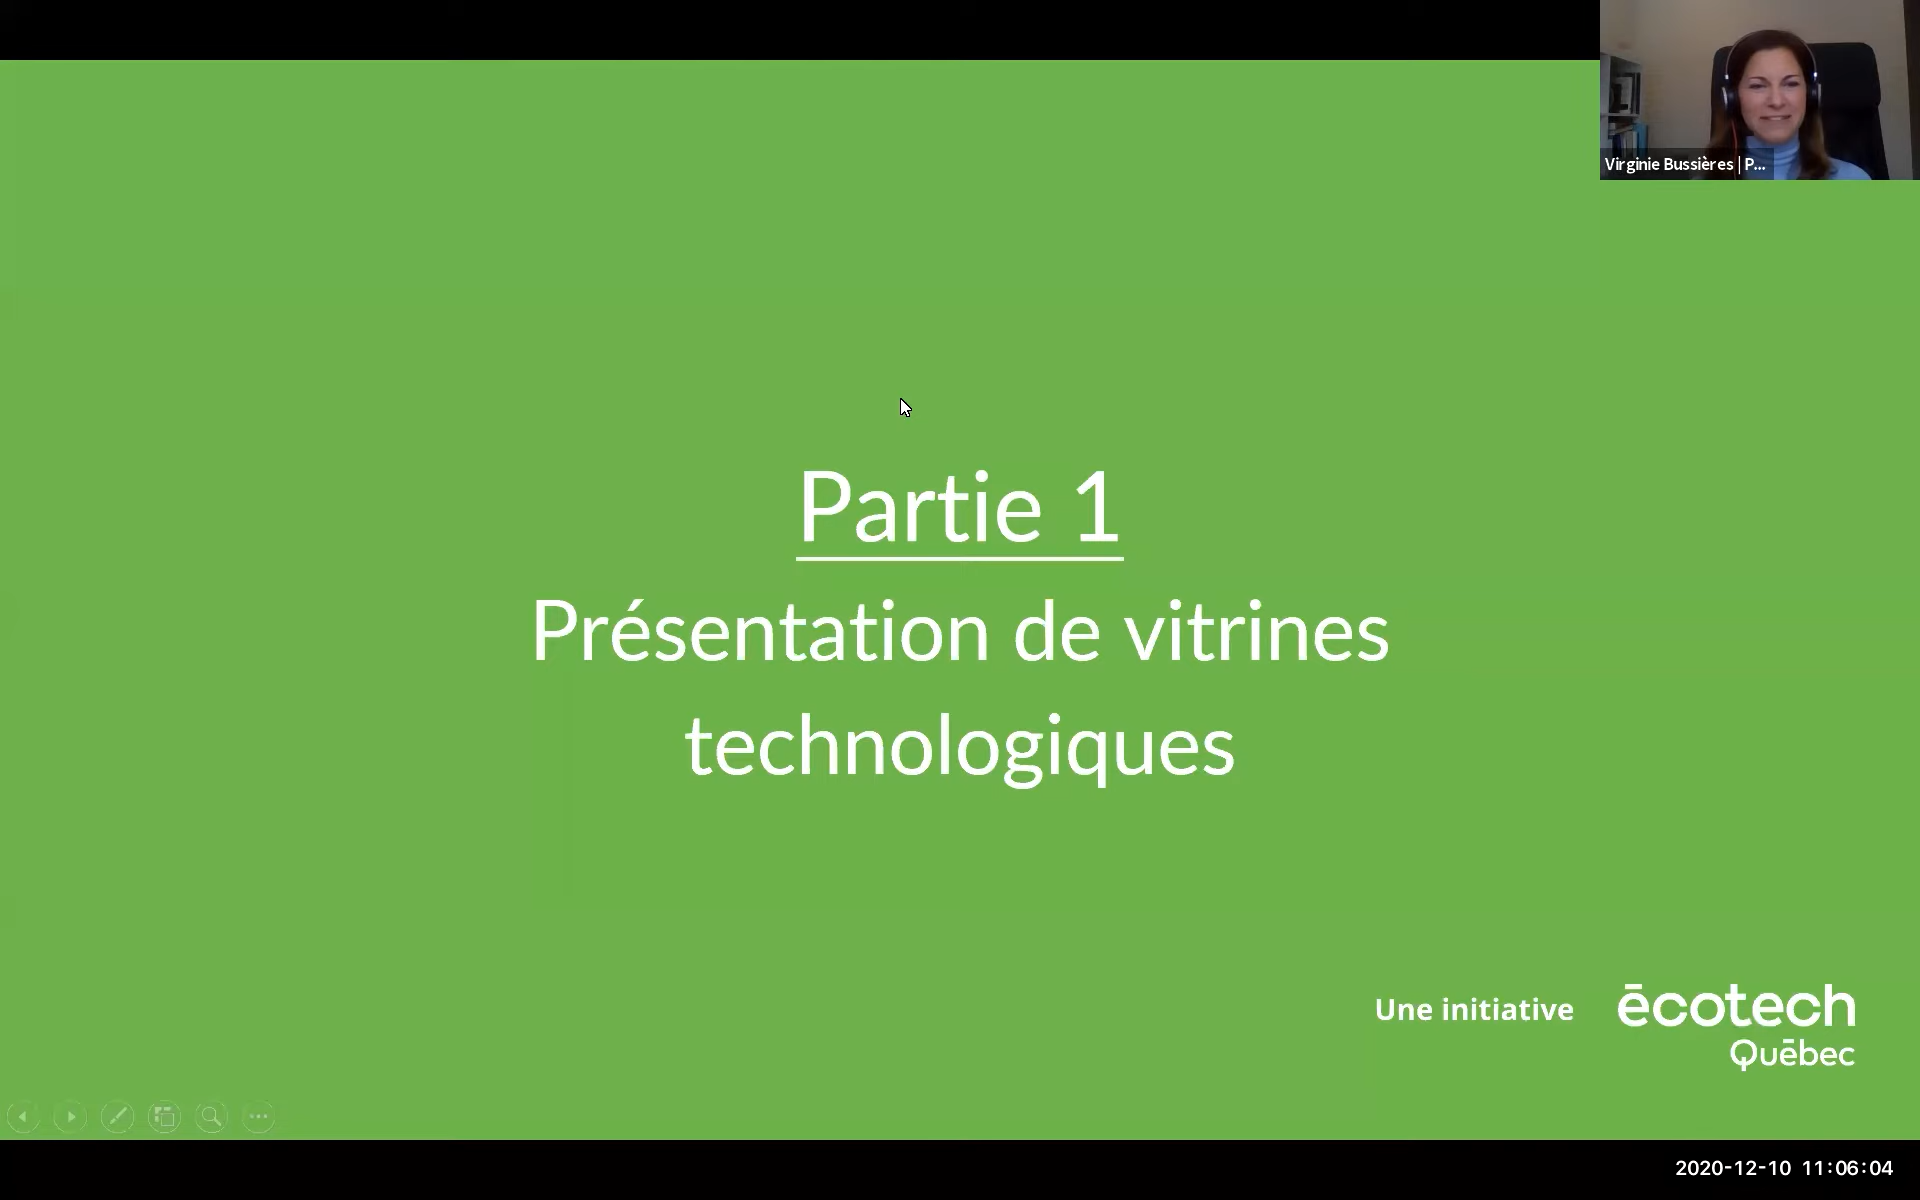 Virginie Bussières | P...
Partie 1
Présentation de vitrines
technologiques
Une initiative
ēcotech
Quēbec
2020-12-10 11:06:04